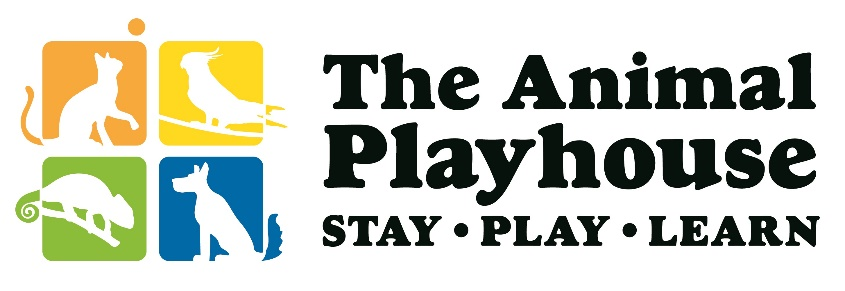 The Animal
Playhouse
STAY • PLAY • LEARN